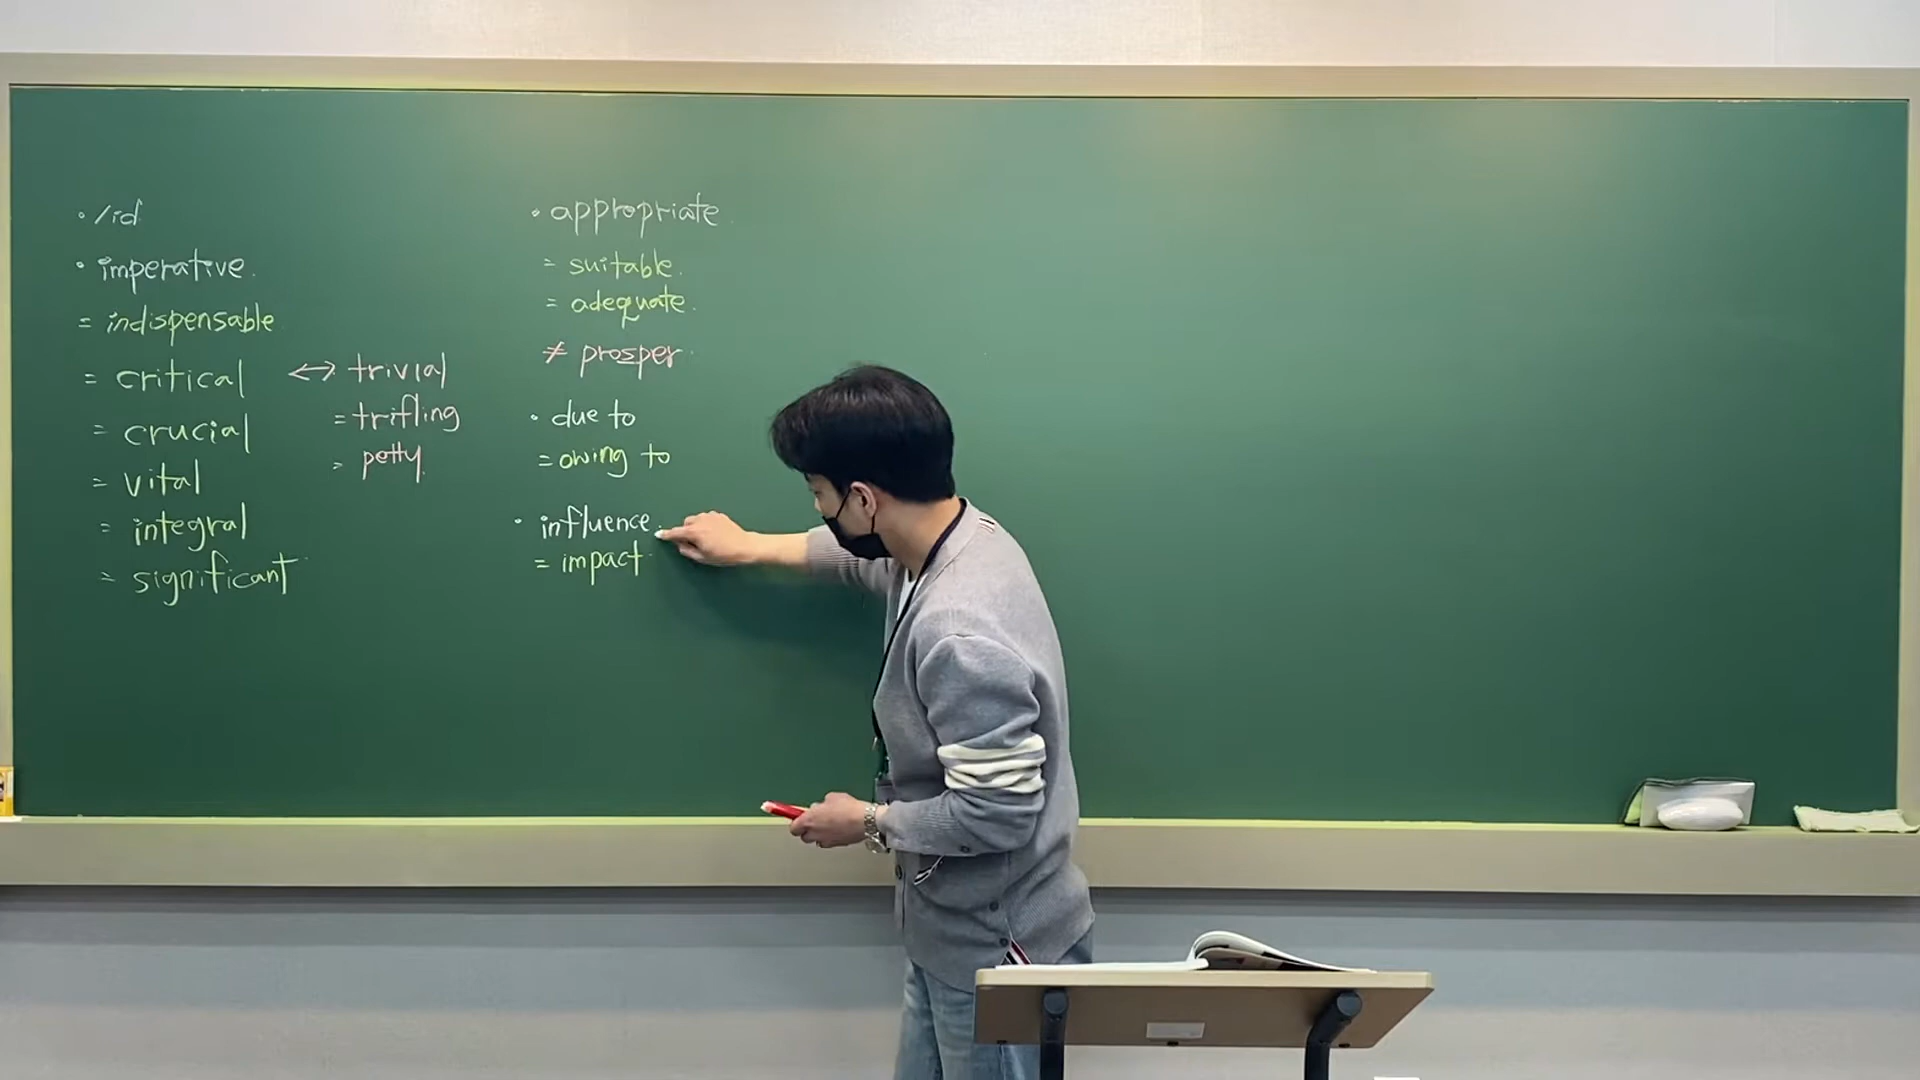 · /id
· imperative.
= indispensable
= critical ↔ trivial
= trifling
= petty.
= crucial
= vital
= integral
= significant
· appropriate.
= suitable.
= adequate.
≠ prosper.
· due to
= owing to
· influence.
= impact